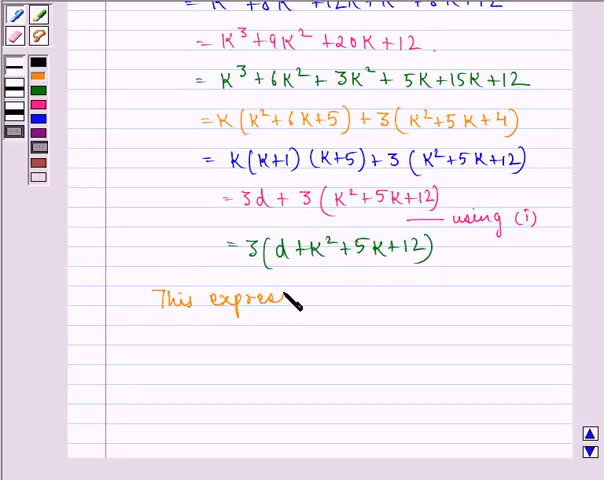 = K³ + 9K² + 20K + 12.
= K³ + 6K² + 3K² + 5K + 15K + 12
= K(K² + 6K + 5) + 3(K² + 5K + 4)
= K(K+1) (K+5) + 3 (K² + 5K + 12)
= 3d + 3 (K² + 5K + 12)
using (i)
= 3(d + K² + 5K + 12)
This expres